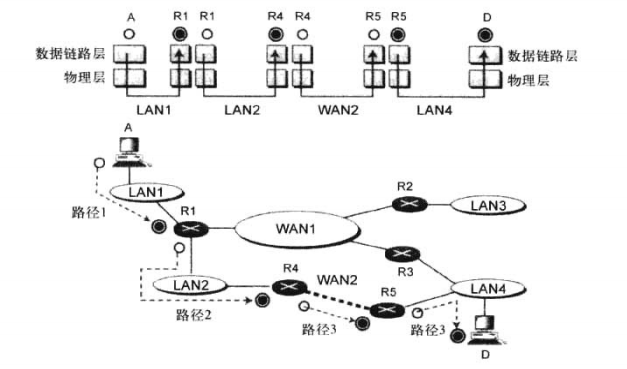 A R1 R1 R4 R4 R5 R5 D
数据链路层 数据链路层
物理层 物理层
LAN1 LAN2 WAN2 LAN4
A
LAN1
路径1
R1
WAN1
R2
LAN3
R3
LAN2
R4
WAN2
R5
LAN4
路径2
路径3
路径3
D